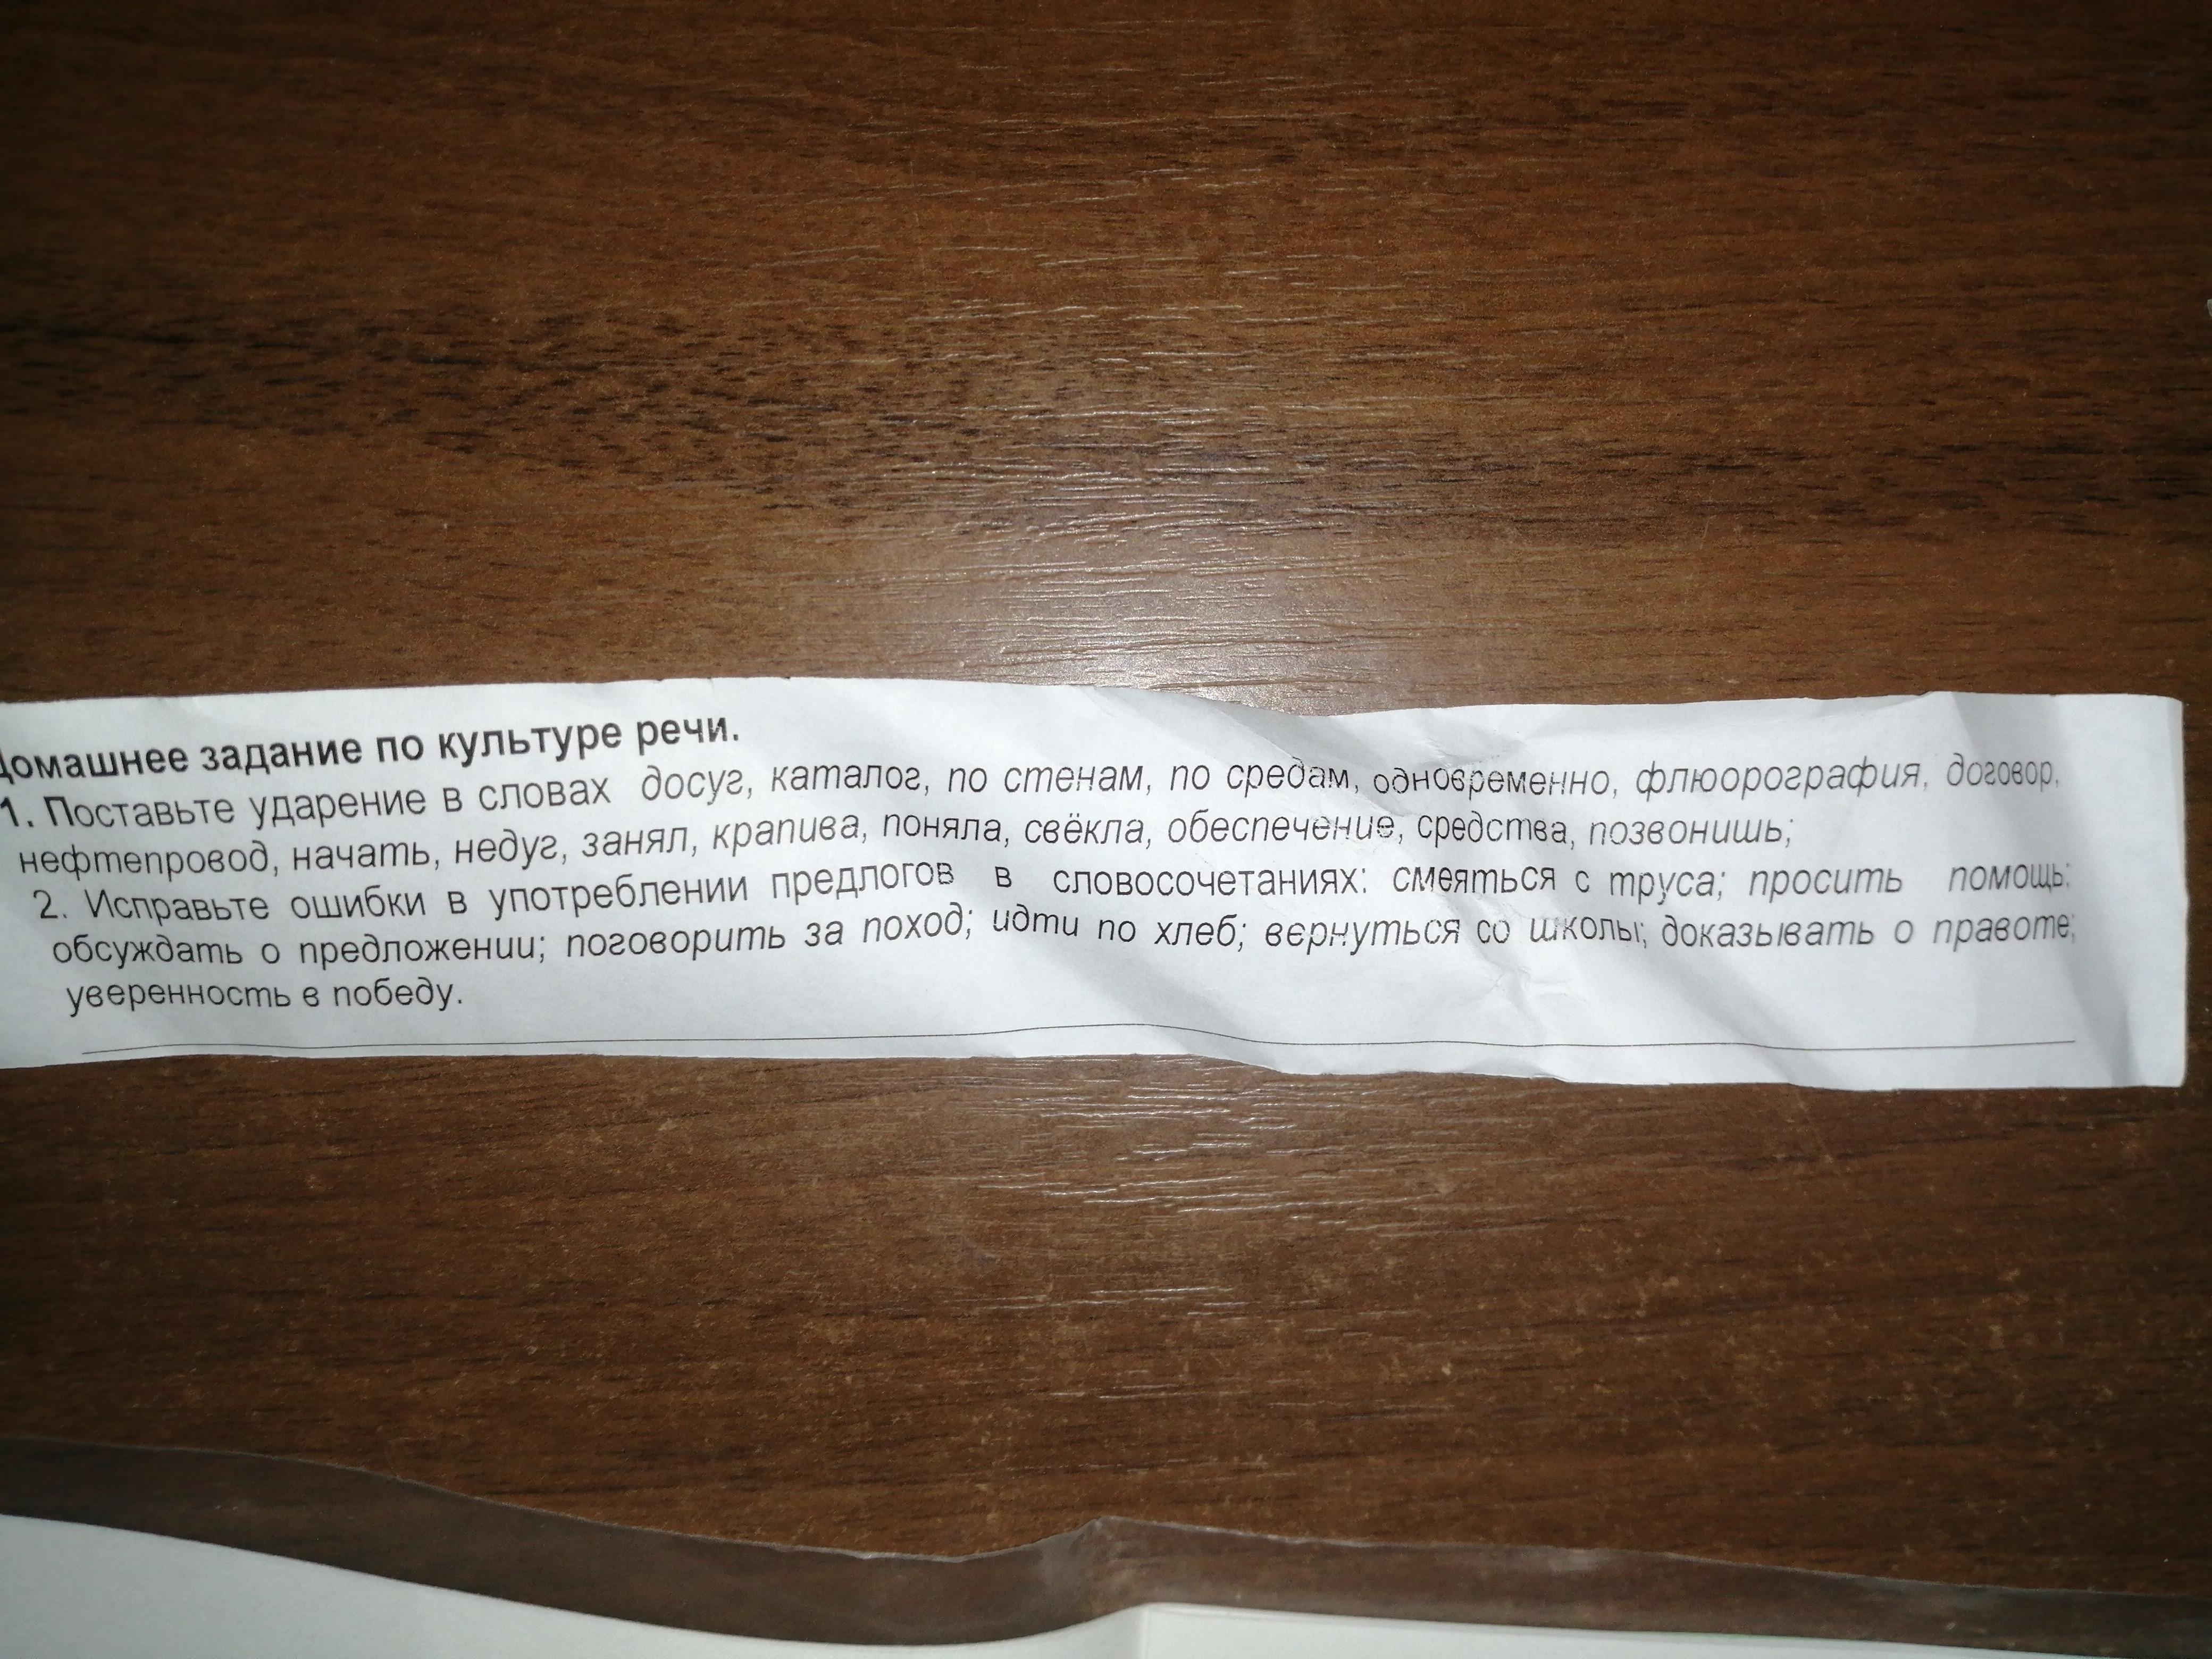 Домашнее задание по культуре речи.
1. Поставьте ударение в словах досуг, каталог, по стенам, по средам, одновременно, флюорография, договор,
нефтепровод, начать, недуг, занял, крапива, поняла, свёкла, обеспечение, средства, позвонишь;
2. Исправьте ошибки в употреблении предлогов в словосочетаниях: смеяться с труса; просить помощь;
обсуждать о предложении; поговорить за поход; идти по хлеб; вернуться со школы; доказывать о правоте;
уверенность в победу.